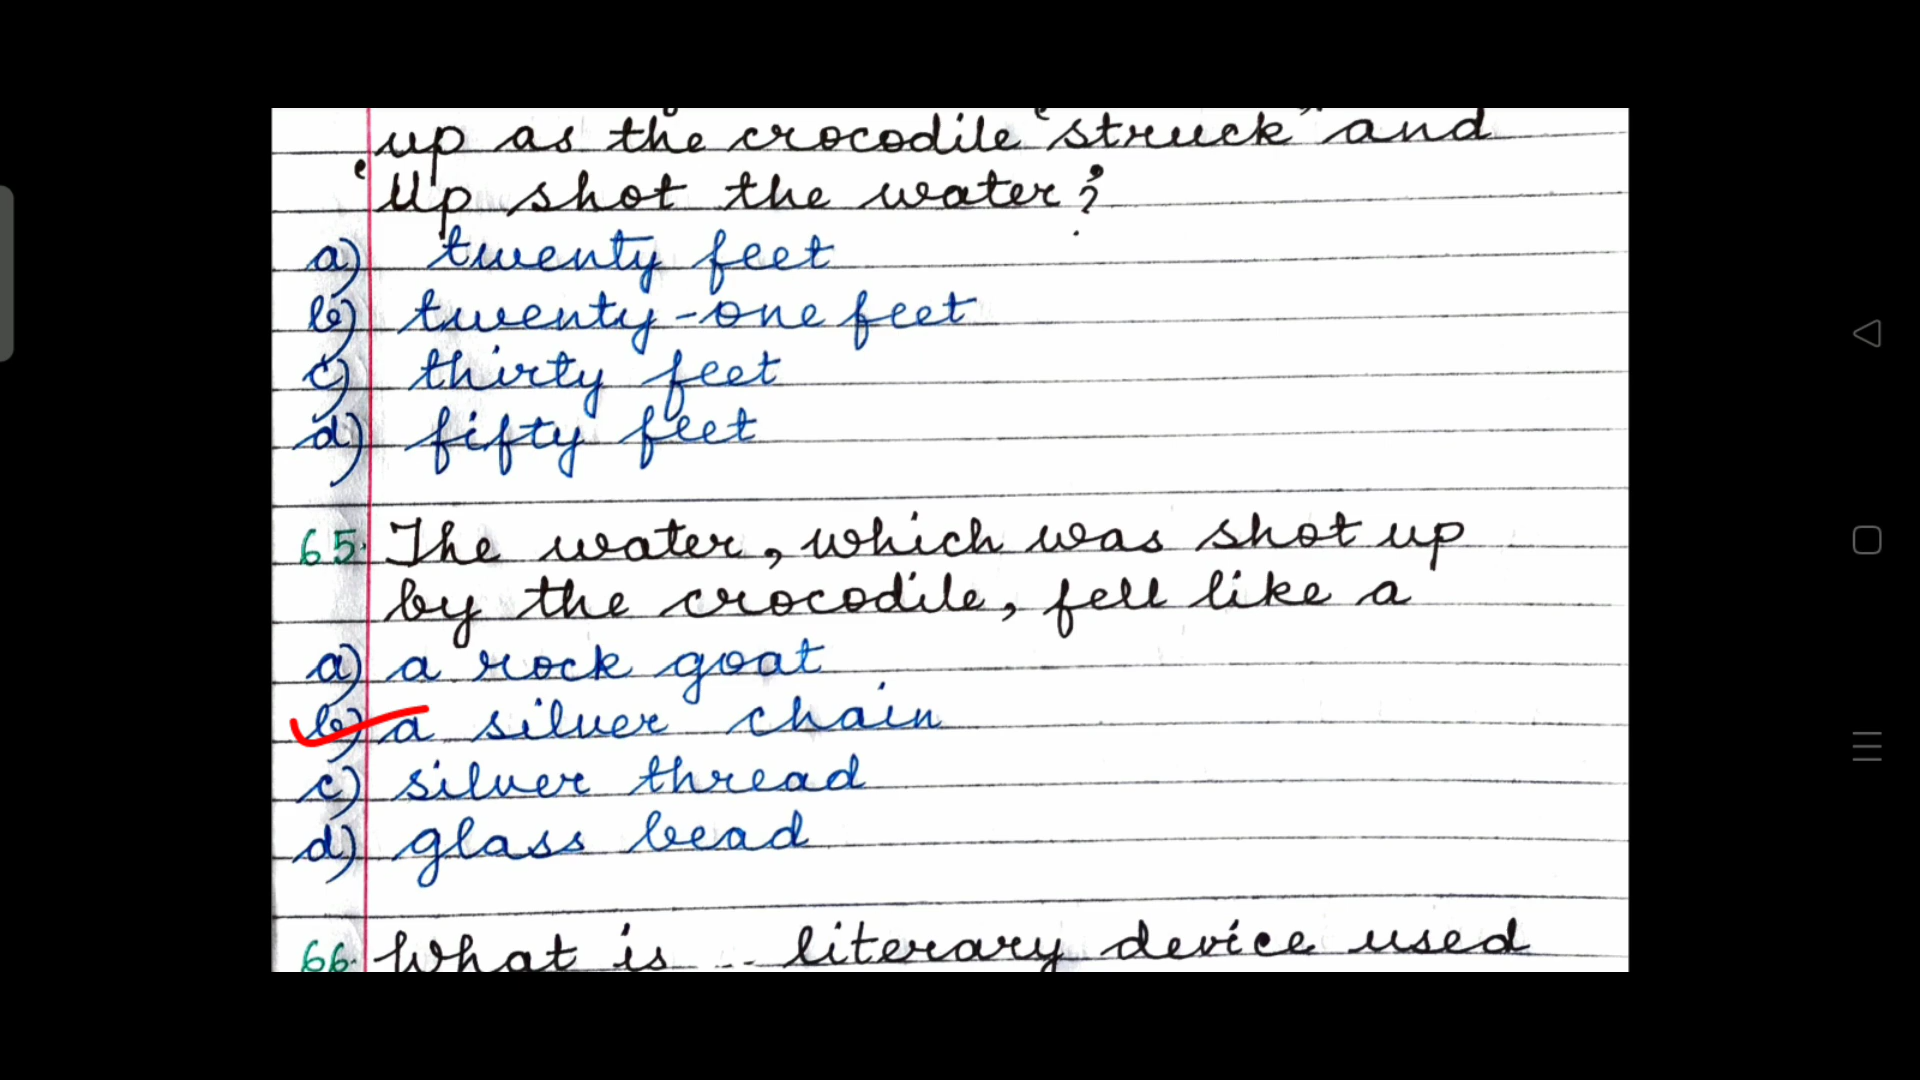 up as the crocodile "struck" and
'Up shot the water'?
a) twenty feet
b) twenty-one feet
c) thirty feet
d) fifty feet
65. The water, which was shot up
by the crocodile, fell like a
a) a rock goat
b) a silver chain
c) silver thread
d) glass bead
66. What is .. literary device used